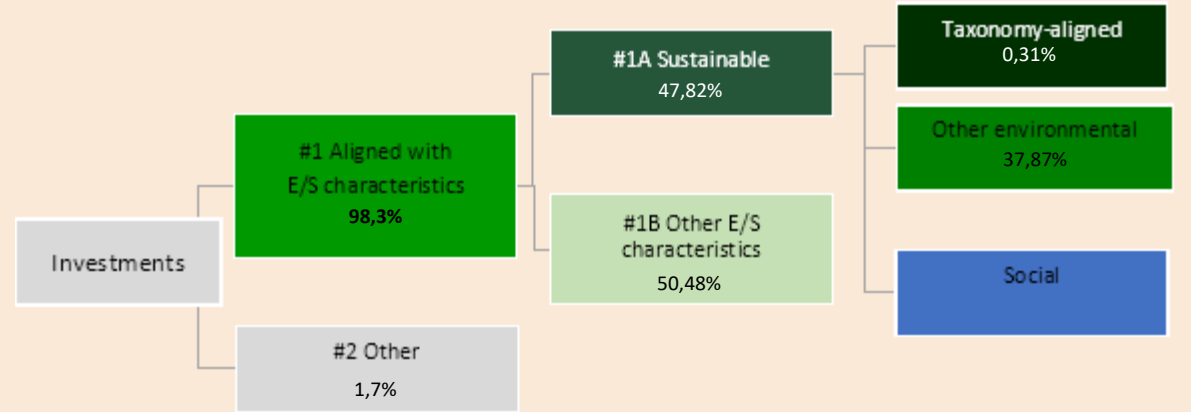 Investments
#1 Aligned with
E/S characteristics
98,3%
#2 Other
1,7%
#1A Sustainable
47,82%
#1B Other E/S
characteristics
50,48%
Taxonomy-aligned
0,31%
Other environmental
37,87%
Social